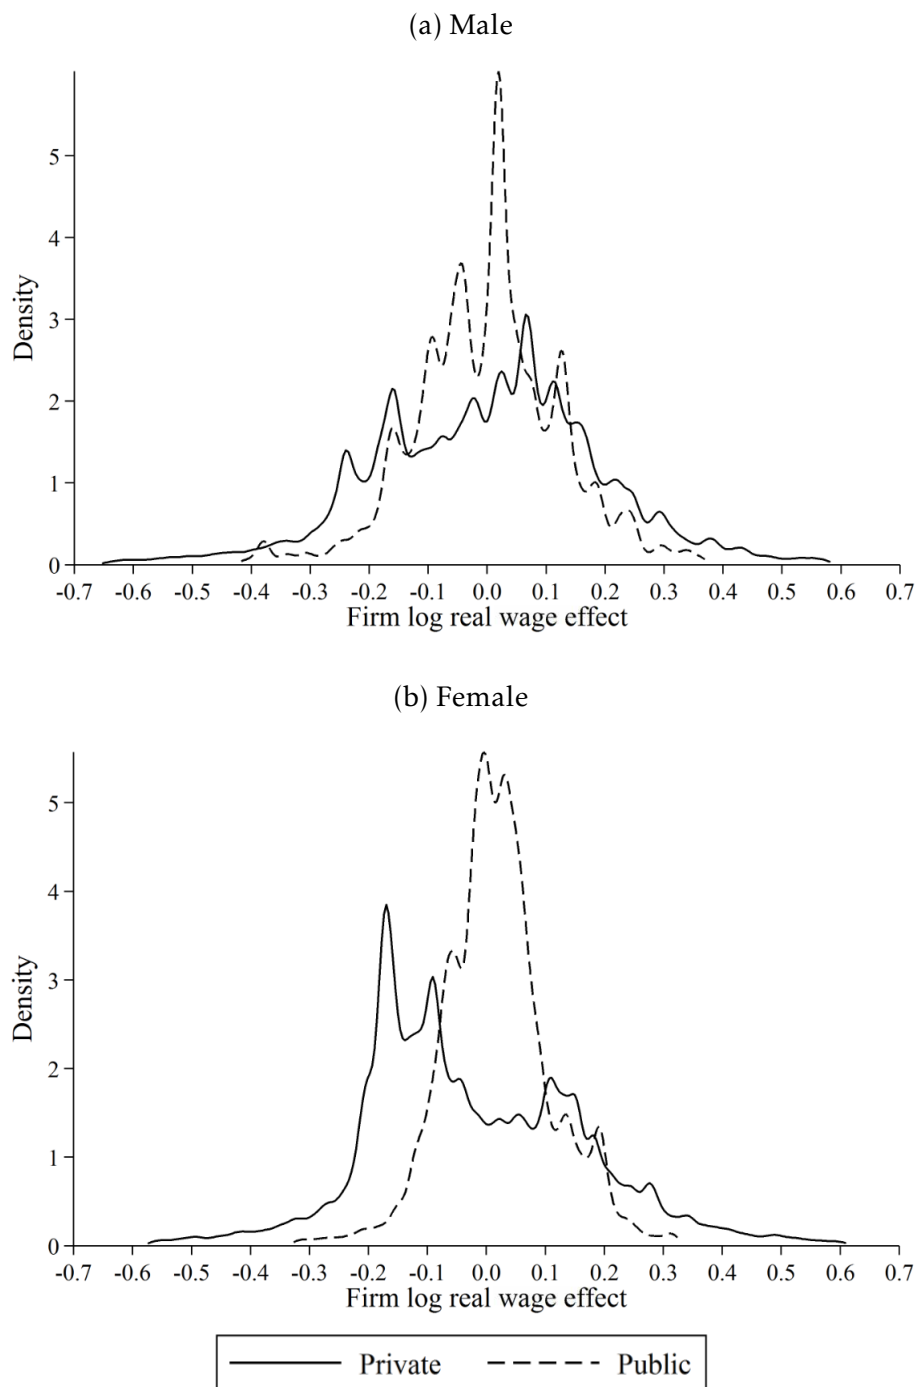 (a) Male
5
4
3
2
1
0
Density
-0.7 -0.6 -0.5 -0.4 -0.3 -0.2 -0.1 0.0 0.1 0.2 0.3 0.4 0.5 0.6 0.7
Firm log real wage effect
(b) Female
5
4
3
2
1
0
Density
-0.7 -0.6 -0.5 -0.4 -0.3 -0.2 -0.1 0.0 0.1 0.2 0.3 0.4 0.5 0.6 0.7
Firm log real wage effect
Private Public